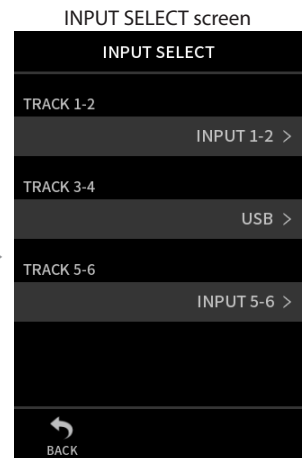 INPUT SELECT screen
INPUT SELECT
TRACK 1-2
INPUT 1-2 >
TRACK 3-4
USB >
TRACK 5-6
INPUT 5-6 >
BACK